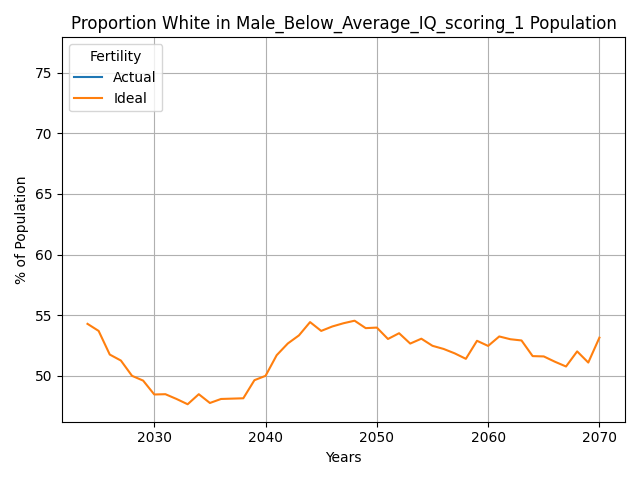 Proportion White in Male_Below_Average_IQ_scoring_1 Population
Fertility
Actual
Ideal
75
70
65
60
55
50
% of Population
2030 2040 2050 2060 2070
Years